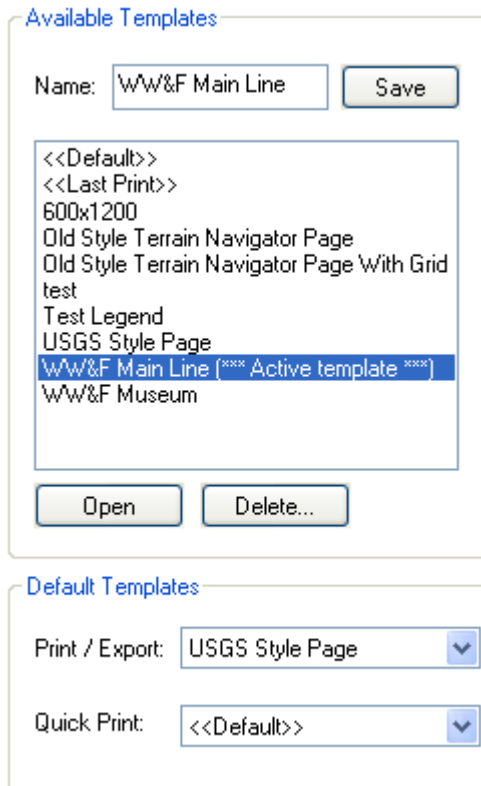 Available Templates
Name: WW&F Main Line Save
<<Default>>
<<Last Print>>
600x1200
Old Style Terrain Navigator Page
Old Style Terrain Navigator Page With Grid
test
Test Legend
USGS Style Page
WW&F Main Line (*** Active template ***)
WW&F Museum
Open Delete...
Default Templates
Print / Export: USGS Style Page
Quick Print: <<Default>>